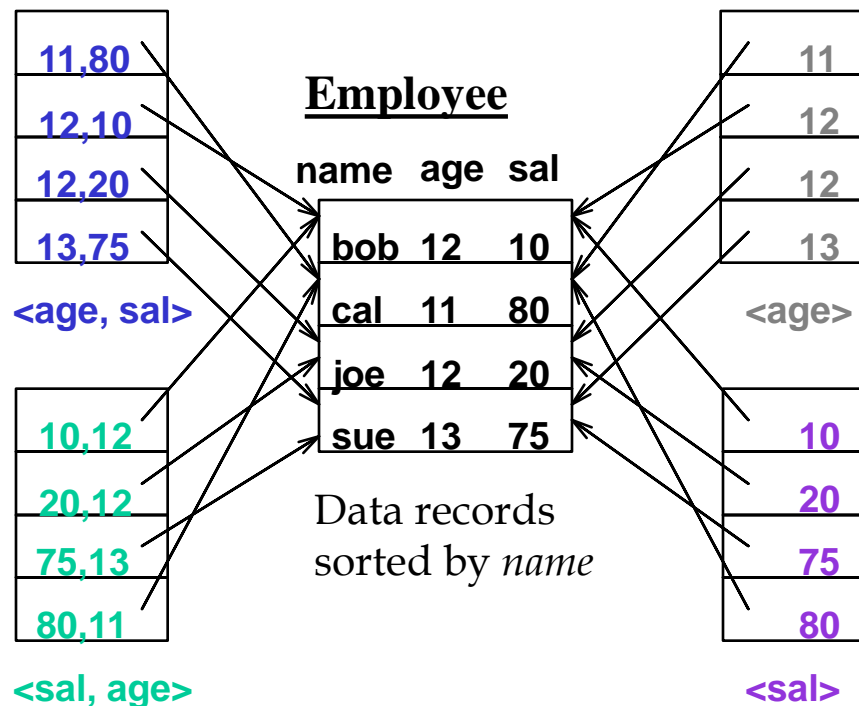 11,80
12,10
12,20
13,75
<age, sal>
10,12
20,12
75,13
80,11
<sal, age>
Employee
name age sal
bob 12 10
cal 11 80
joe 12 20
sue 13 75
Data records
sorted by name
11
12
12
13
<age>
10
20
75
80
<sal>